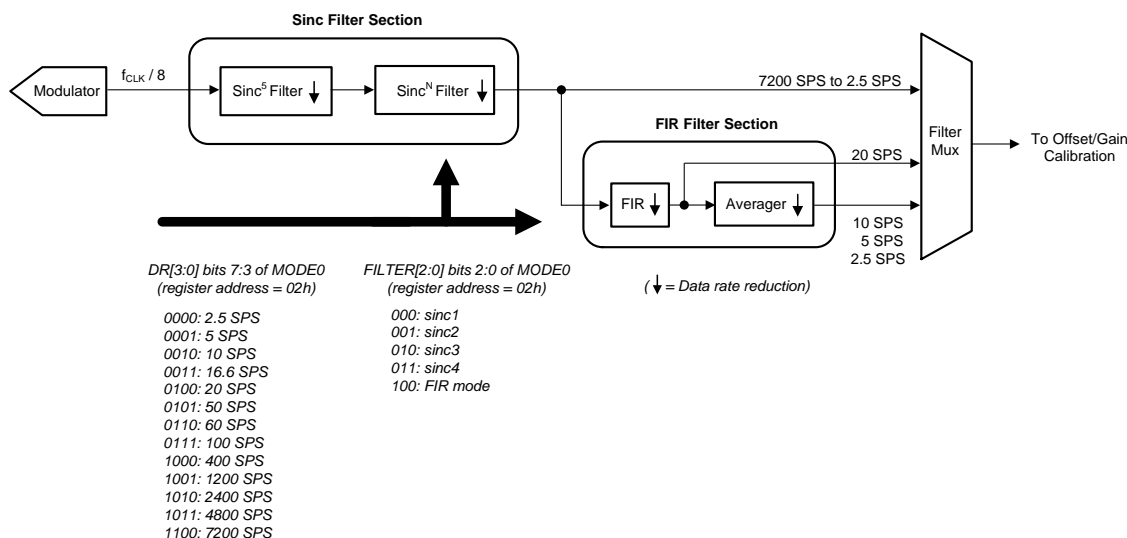 Sinc Filter Section
Modulator
fCLK / 8
Sinc5 Filter
SincN Filter
7200 SPS to 2.5 SPS
FIR Filter Section
20 SPS
Filter
Mux
To Offset/Gain
Calibration
FIR
Averager
10 SPS
5 SPS
2.5 SPS
(↓= Data rate reduction)
DR[3:0] bits 7:3 of MODE0
(register address = 02h)
0000: 2.5 SPS
0001: 5 SPS
0010: 10 SPS
0011: 16.6 SPS
0100: 20 SPS
0101: 50 SPS
0110: 60 SPS
0111: 100 SPS
1000: 400 SPS
1001: 1200 SPS
1010: 2400 SPS
1011: 4800 SPS
1100: 7200 SPS
FILTER[2:0] bits 2:0 of MODE0
(register address = 02h)
000: sinc1
001: sinc2
010: sinc3
011: sinc4
100: FIR mode